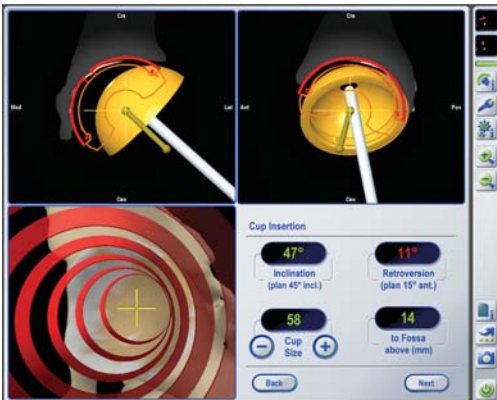 Cra
Med
Lat
Cau
Cra
Ant
Pos
Cau
Cup Insertion
47°
Inclination
(plan 45° incl.)
11°
Retroversion
(plan 15° ant.)
58
Cup
Size
14
to Fossa
above (mm)
Back
Next